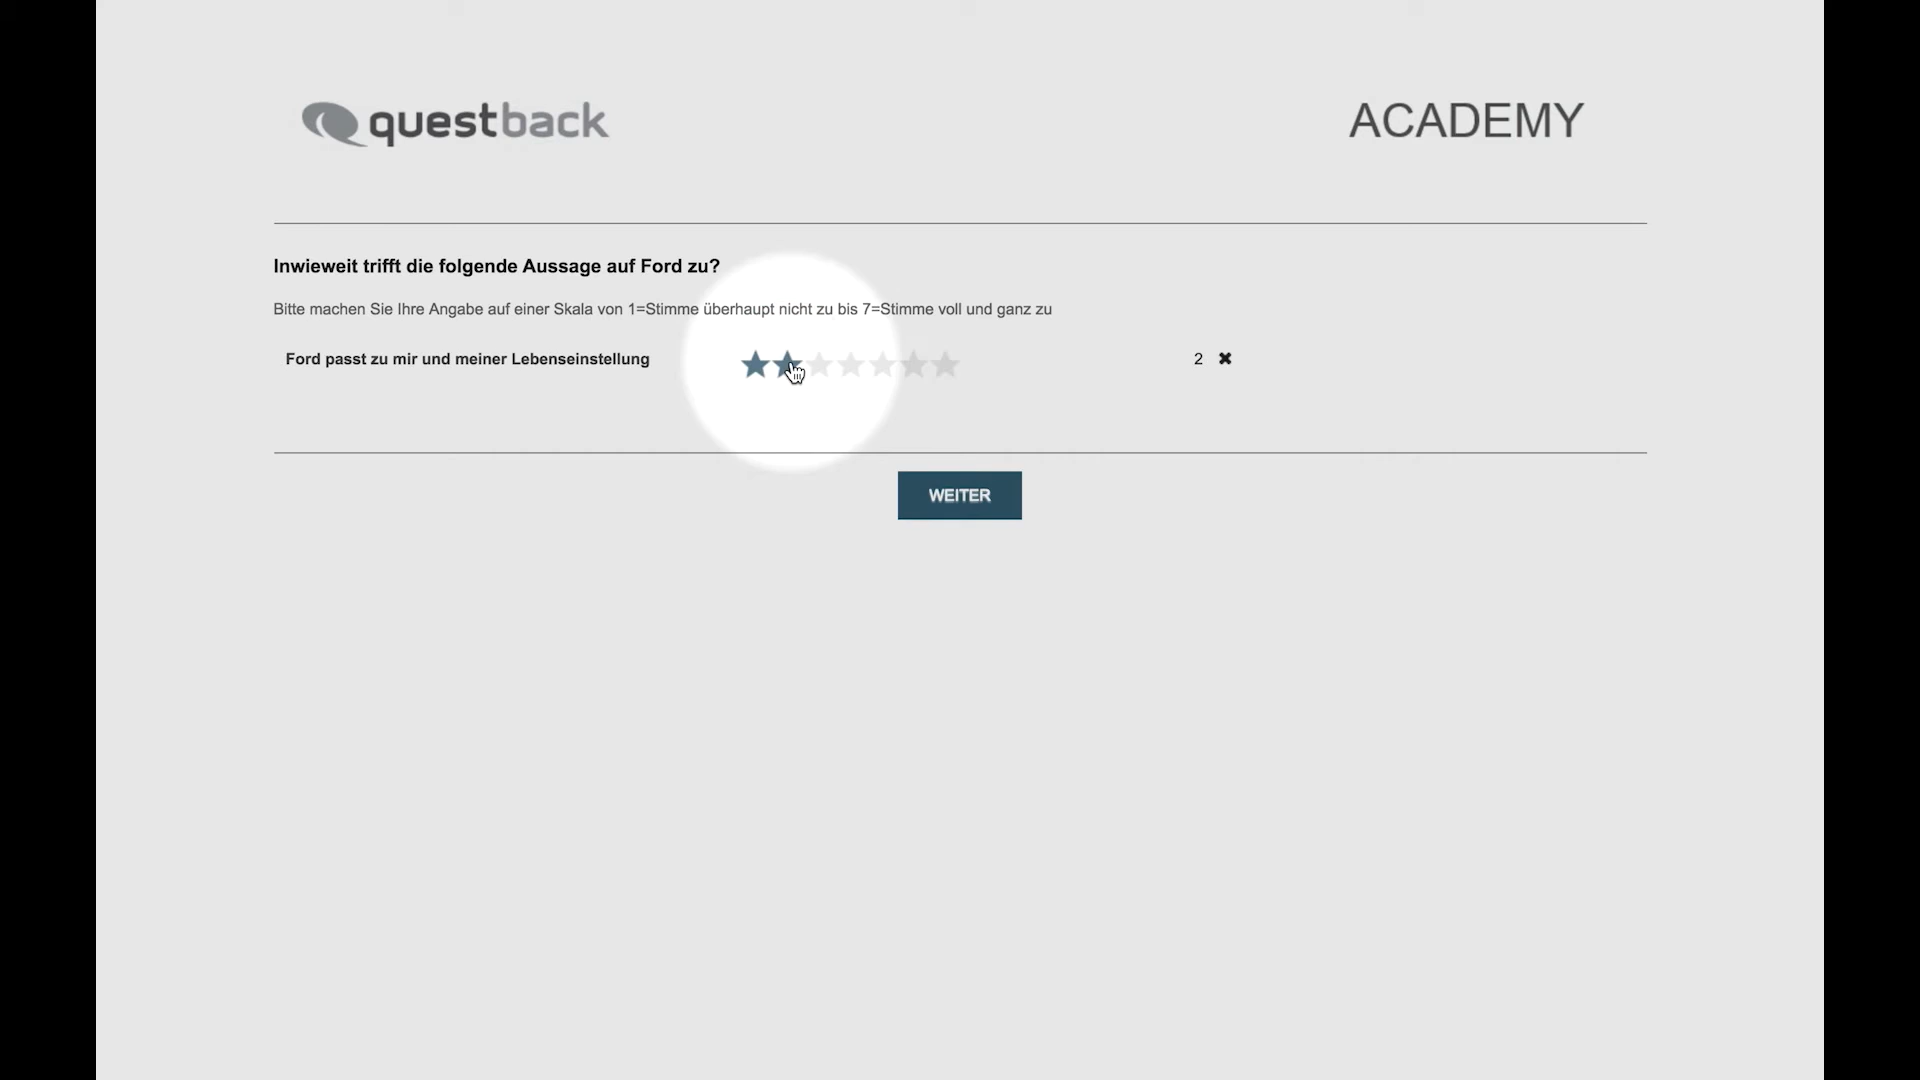 questback
ACADEMY
Inwieweit trifft die folgende Aussage auf Ford zu?
Bitte machen Sie Ihre Angabe auf einer Skala von 1=Stimme überhaupt nicht zu bis 7=Stimme voll und ganz zu
Ford passt zu mir und meiner Lebenseinstellung
2 ✖
WEITER